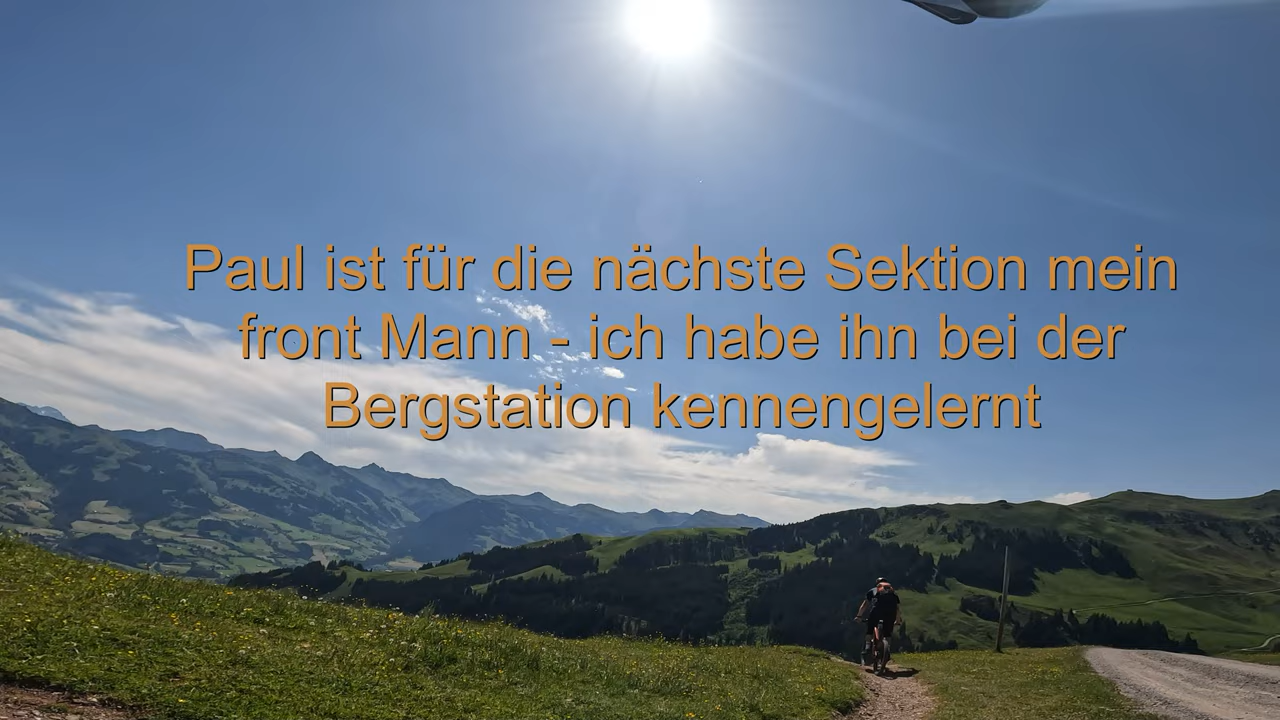 Paul ist für die nächste Sektion mein
front Mann - ich habe ihn bei der
Bergstation kennengelernt